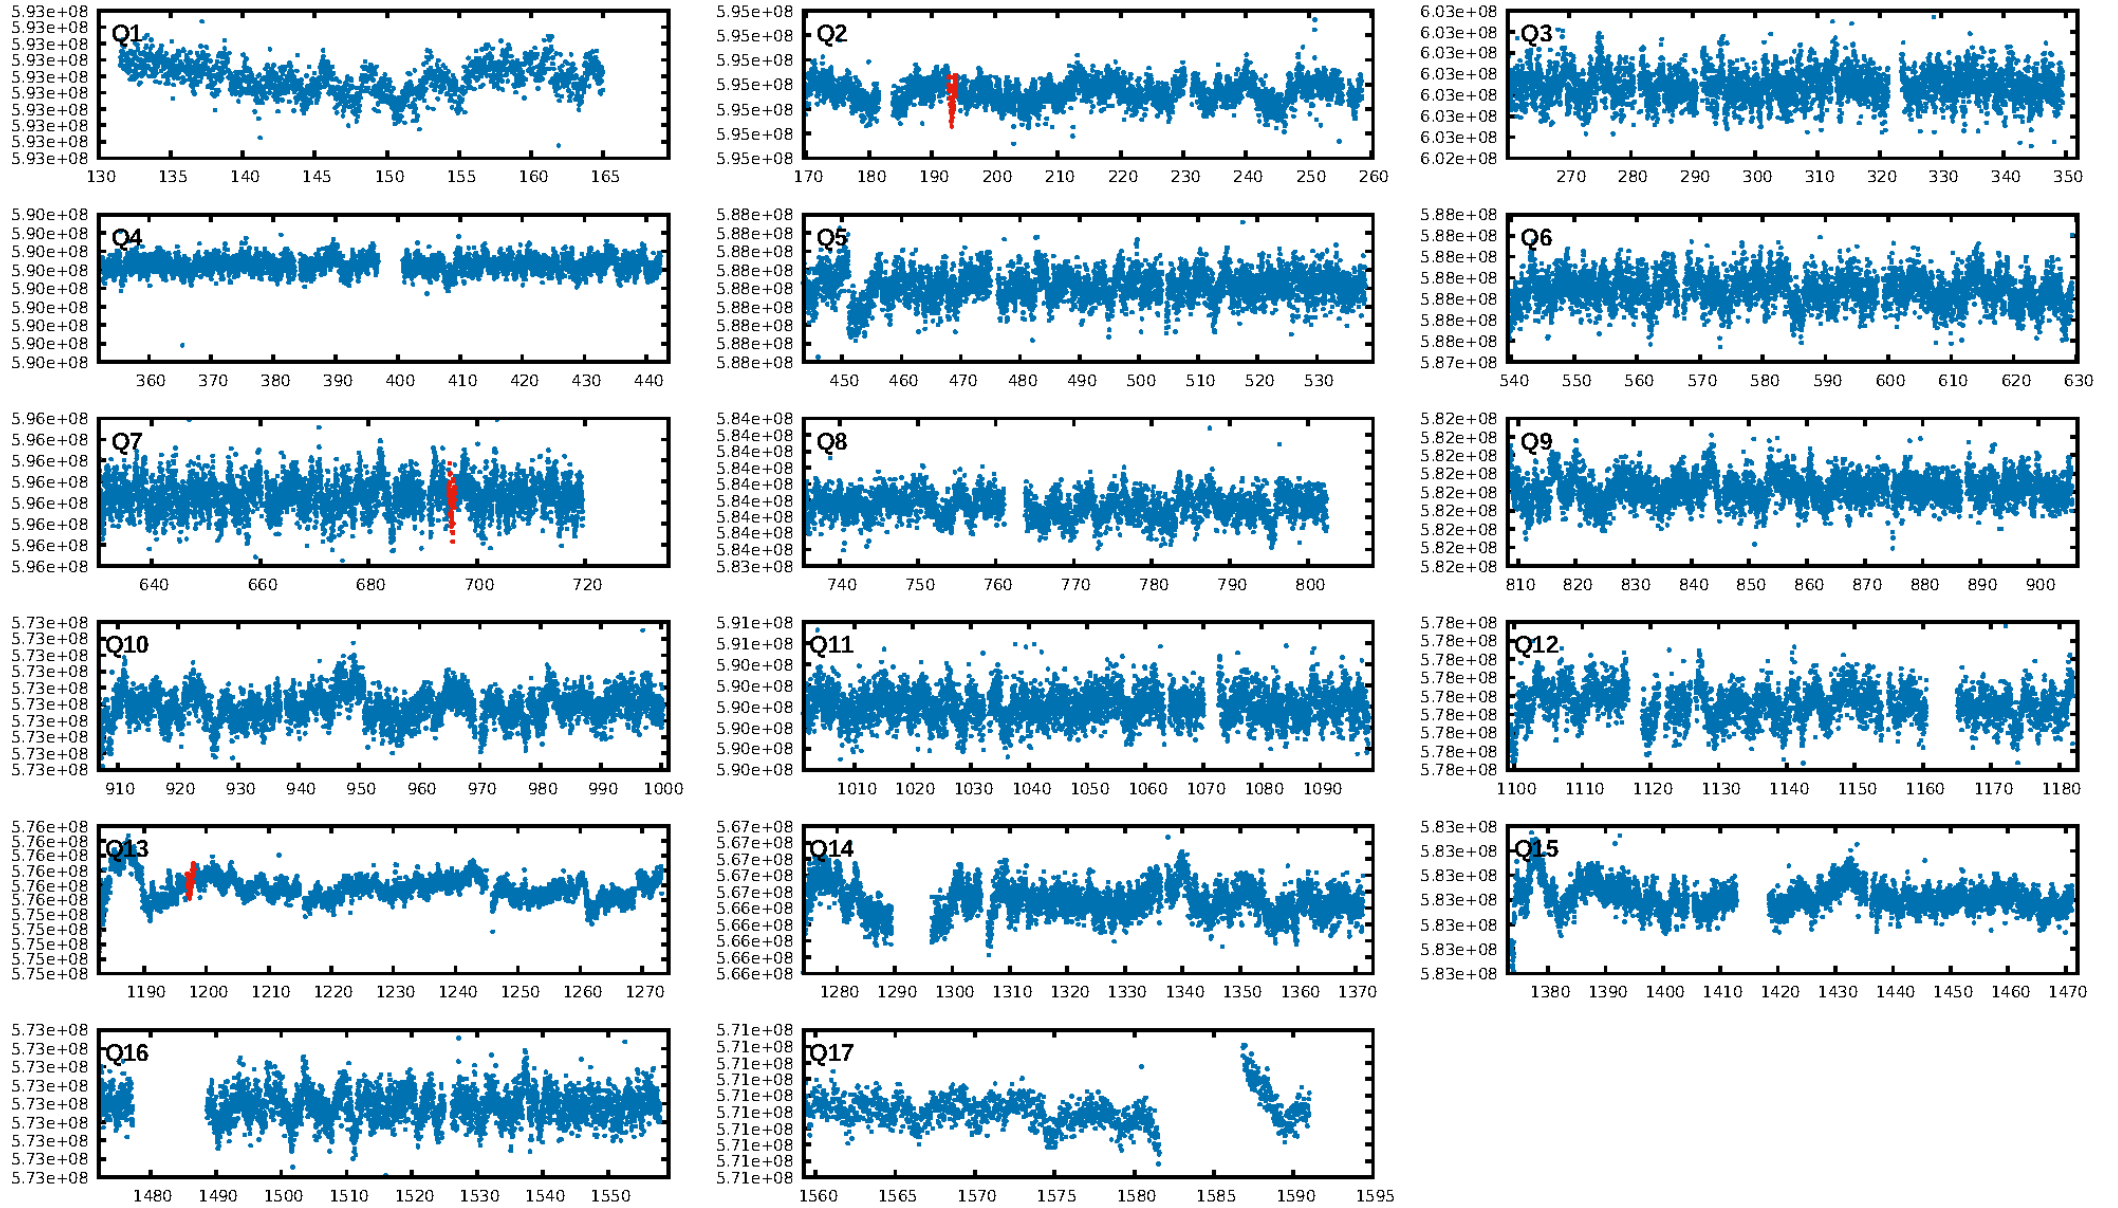 5.93e+08 5.93e+08 5.93e+08 5.93e+08 5.93e+08 5.93e+08 5.93e+08 5.93e+08 5.93e+08 5.93e+08
Q1
130 135 140 145 150 155 160 165
5.95e+08 5.95e+08 5.95e+08 5.95e+08 5.95e+08 5.95e+08 5.95e+08
Q2
170 180 190 200 210 220 230 240 250 260
6.03e+08 6.03e+08 6.03e+08 6.03e+08 6.03e+08 6.03e+08 6.02e+08
Q3
270 280 290 300 310 320 330 340 350
5.90e+08 5.90e+08 5.90e+08 5.90e+08 5.90e+08 5.90e+08 5.90e+08 5.90e+08 5.90e+08
Q4
360 370 380 390 400 410 420 430 440
5.88e+08 5.88e+08 5.88e+08 5.88e+08 5.88e+08 5.88e+08 5.88e+08 5.88e+08 5.88e+08
Q5
450 460 470 480 490 500 510 520 530
5.88e+08 5.88e+08 5.88e+08 5.88e+08 5.88e+08 5.88e+08 5.88e+08 5.87e+08
Q6
540 550 560 570 580 590 600 610 620 630
5.96e+08 5.96e+08 5.96e+08 5.96e+08 5.96e+08 5.96e+08 5.96e+08 5.96e+08
Q7
640 660 680 700 720
5.84e+08 5.84e+08 5.84e+08 5.84e+08 5.84e+08 5.84e+08 5.84e+08 5.84e+08 5.84e+08 5.83e+08
Q8
740 750 760 770 780 790 800
5.82e+08 5.82e+08 5.82e+08 5.82e+08 5.82e+08 5.82e+08 5.82e+08 5.82e+08 5.82e+08
Q9
810 820 830 840 850 860 870 880 890 900
5.73e+08 5.73e+08 5.73e+08 5.73e+08 5.73e+08 5.73e+08 5.73e+08 5.73e+08 5.73e+08 5.73e+08
Q10
910 920 930 940 950 960 970 980 990 1000
5.91e+08 5.91e+08 5.90e+08 5.90e+08 5.90e+08 5.90e+08 5.90e+08 5.90e+08
Q11
1010 1020 1030 1040 1050 1060 1070 1080 1090
5.78e+08 5.78e+08 5.78e+08 5.78e+08 5.78e+08 5.78e+08 5.78e+08 5.78e+08 5.78e+08
Q12
1100 1110 1120 1130 1140 1150 1160 1170 1180
5.76e+08 5.76e+08 5.76e+08 5.76e+08 5.76e+08 5.76e+08 5.75e+08 5.75e+08 5.75e+08 5.75e+08 5.75e+08
Q13
1190 1200 1210 1220 1230 1240 1250 1260 1270
5.67e+08 5.67e+08 5.67e+08 5.67e+08 5.67e+08 5.66e+08 5.66e+08 5.66e+08 5.66e+08 5.66e+08
Q14
1280 1290 1300 1310 1320 1330 1340 1350 1360 1370
5.83e+08 5.83e+08 5.83e+08 5.83e+08 5.83e+08 5.83e+08 5.83e+08
Q15
1380 1390 1400 1410 1420 1430 1440 1450 1460 1470
5.73e+08 5.73e+08 5.73e+08 5.73e+08 5.73e+08 5.73e+08 5.73e+08 5.73e+08 5.73e+08
Q16
1480 1490 1500 1510 1520 1530 1540 1550
5.71e+08 5.71e+08 5.71e+08 5.71e+08 5.71e+08 5.71e+08 5.71e+08 5.71e+08 5.71e+08 5.71e+08
Q17
1560 1565 1570 1575 1580 1585 1590 1595